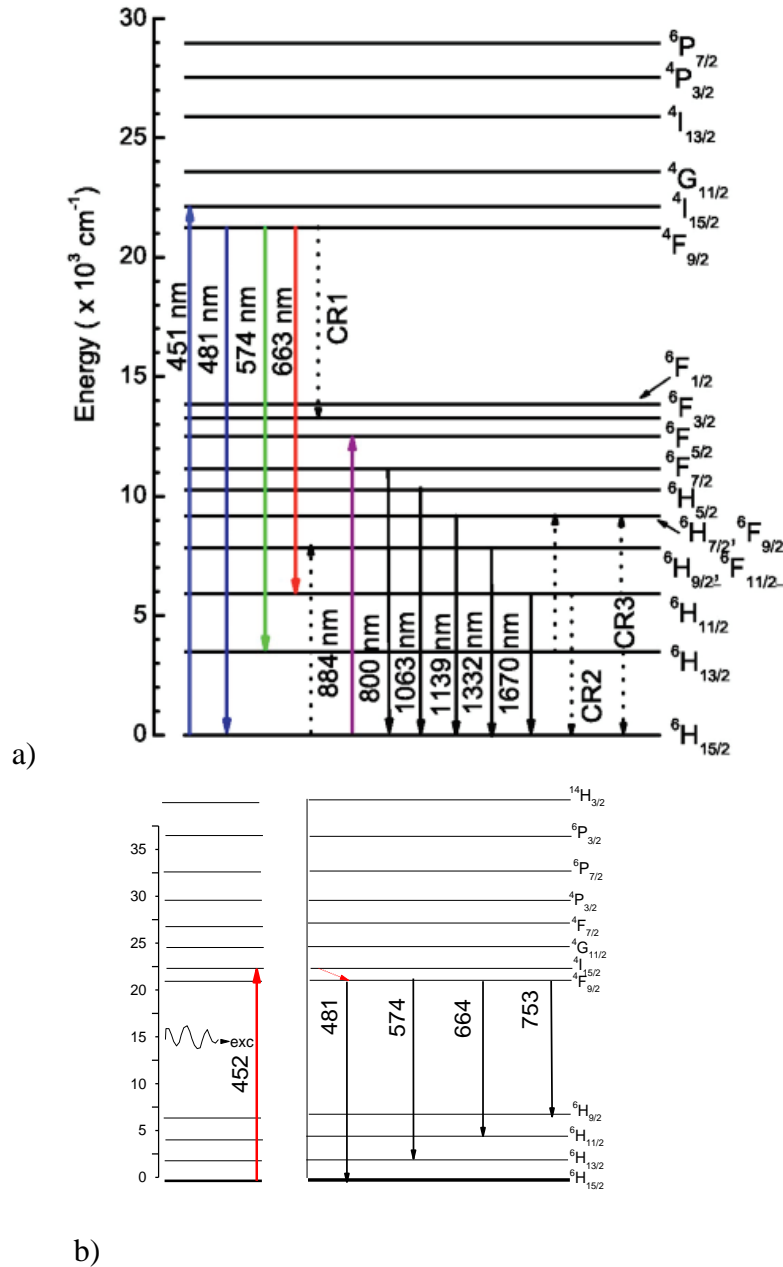 30
25
20
15
10
5
0
Energy ( x 10³ cm⁻¹)
⁶P₇/₂
⁴P₃/₂
⁴I₁₃/₂
⁴G₁₁/₂
⁴I₁₅/₂
⁴F₉/₂
⁶F₁/₂
⁶F₃/₂
⁶F₅/₂
⁶F₇/₂
⁶H₅/₂
⁶H₇/₂, ⁶F₉/₂
⁶H₉/₂, ⁶F₁₁/₂
⁶H₁₁/₂
⁶H₁₃/₂
⁶H₁₅/₂
451 nm
481 nm
574 nm
663 nm
CR1
884 nm
800 nm
1063 nm
1139 nm
1332 nm
1670 nm
CR2
CR3
a)
35
30
25
20
15
10
5
0
exc
452
481
574
664
753
¹⁴H₃/₂
⁶P₃/₂
⁶P₇/₂
⁴P₃/₂
⁴F₇/₂
⁴G₁₁/₂
⁴I₁₅/₂
⁴F₉/₂
⁶H₉/₂
⁶H₁₁/₂
⁶H₁₃/₂
⁶H₁₅/₂
b)